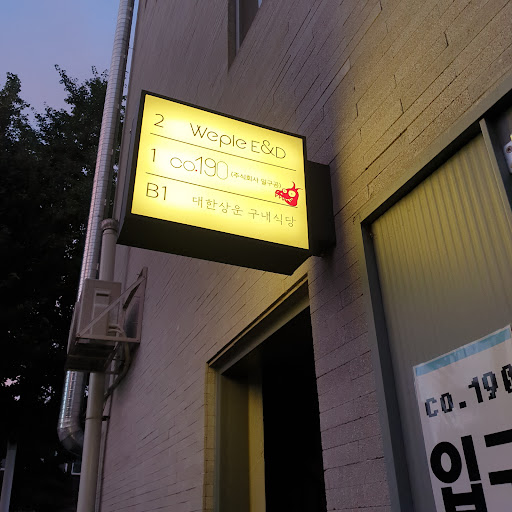 2 Weple E&D
1 co.190 (주식회사 일구공)
B1 대한상운 구내식당
co.190
입구